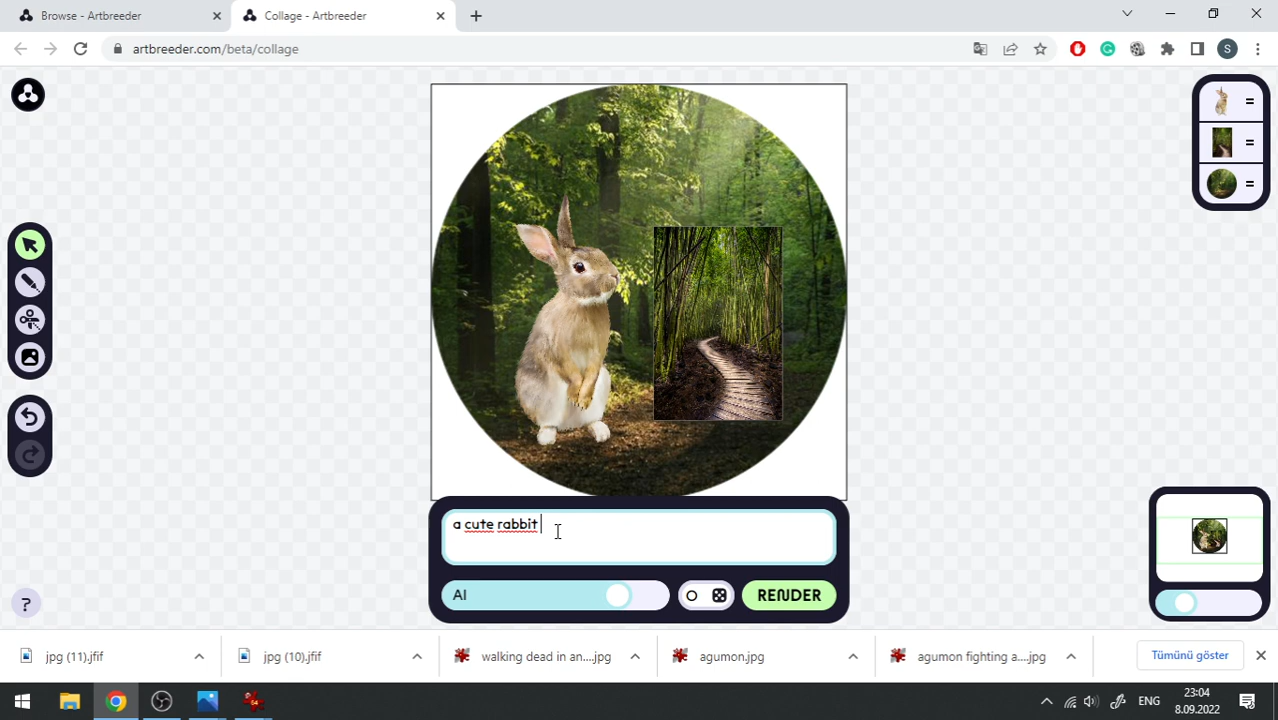 Browse - Artbreeder
Collage - Artbreeder
artbreeder.com/beta/collage
S
a cute rabbit
AI
RENDER
?
jpg (11).jfif
jpg (10).jfif
walking dead in an....jpg
agumon.jpg
agumon fighting a....jpg
Tümünü göster
64
ENG
23:04
8.09.2022